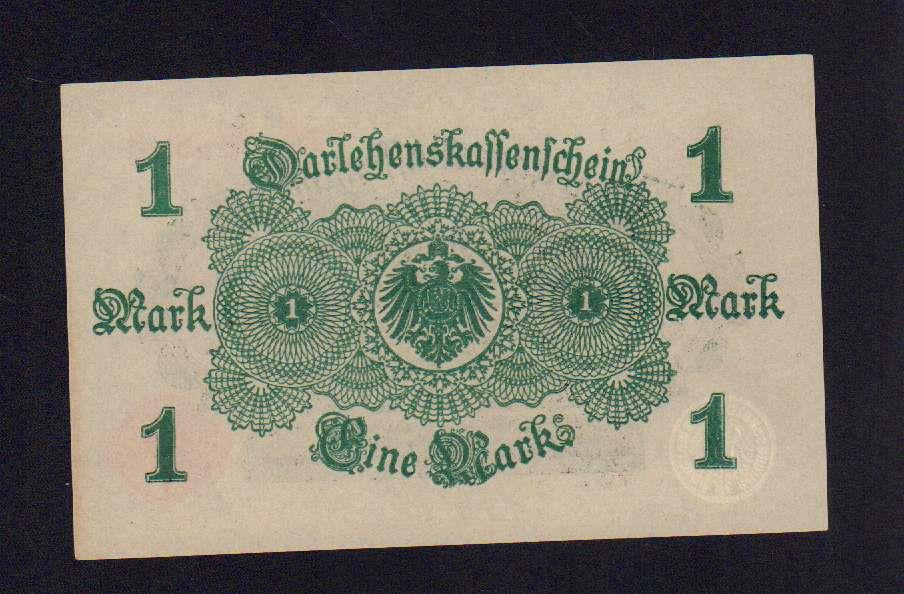 1 Darlehenskassenschein 1
Mark 1 1 Mark
1 Eine Mark 1